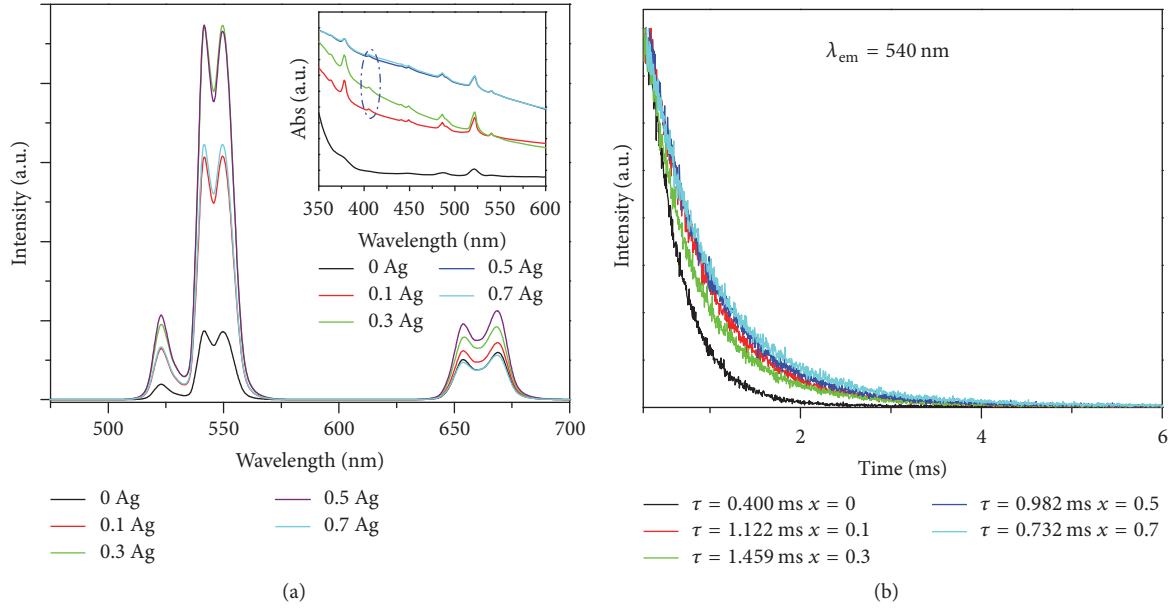 Intensity (a.u.)
Abs (a.u.)
350 400 450 500 550 600
Wavelength (nm)
0 Ag 0.5 Ag
0.1 Ag 0.7 Ag
0.3 Ag
500 550 600 650 700
Wavelength (nm)
0 Ag 0.5 Ag
0.1 Ag 0.7 Ag
0.3 Ag
(a)
λem = 540 nm
Intensity (a.u.)
2 4 6
Time (ms)
τ = 0.400 ms x = 0 τ = 0.982 ms x = 0.5
τ = 1.122 ms x = 0.1 τ = 0.732 ms x = 0.7
τ = 1.459 ms x = 0.3
(b)